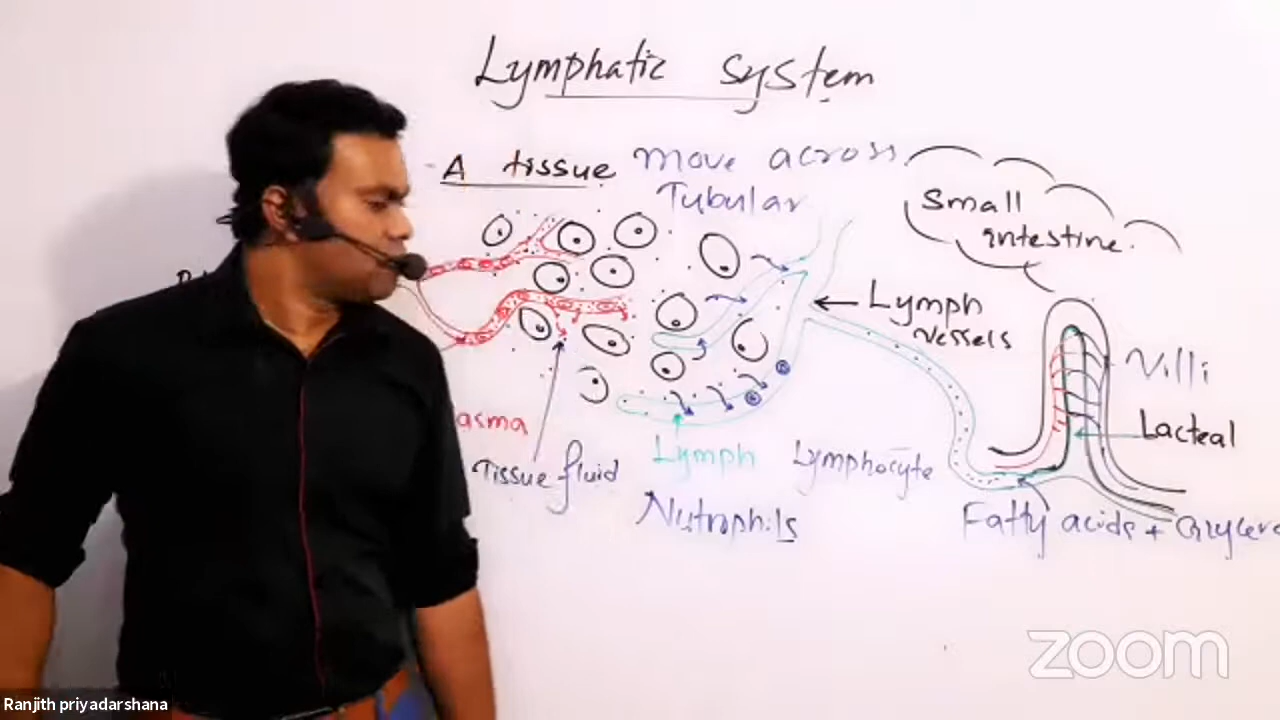 Lymphatic system
A tissue
Move across
Tubular
Small
intestine.
Lymph
vessels
Villi
Lacteal
asma
Tissue fluid
Lymph
Lymphocyte
Nutrophils
Fatty acids + Glycero
zoom
Ranjith priyadarshana